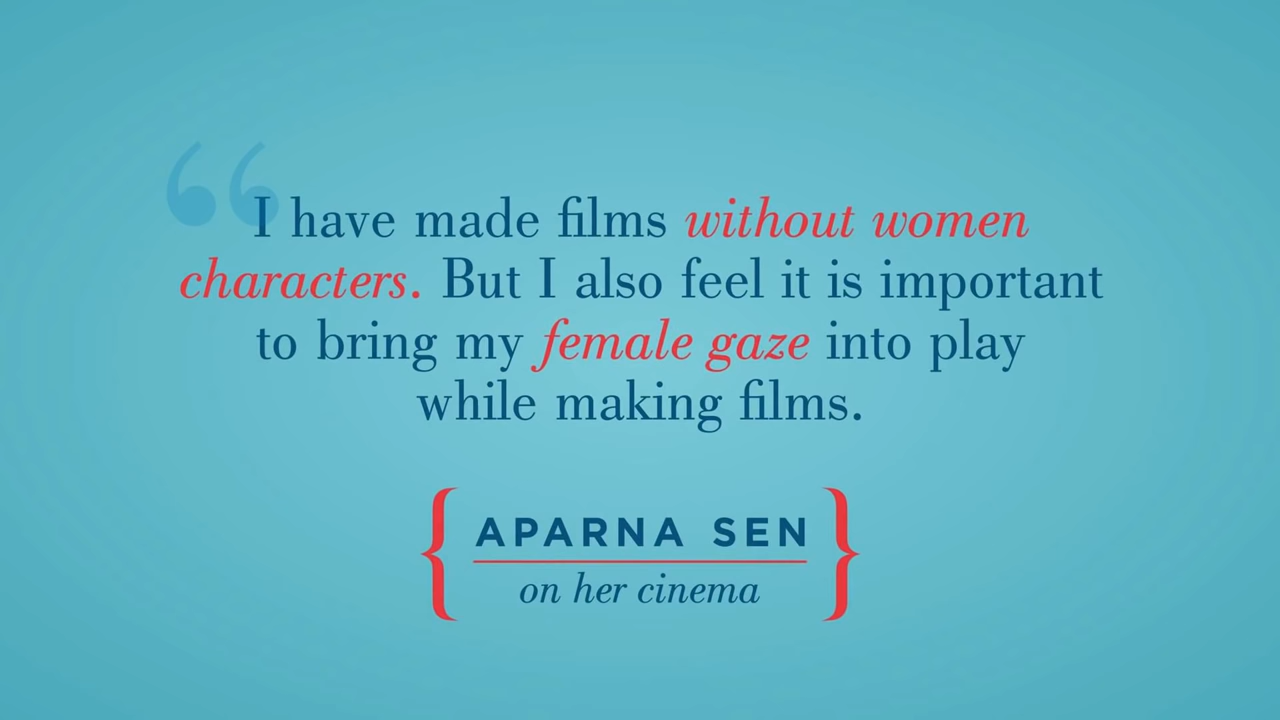 “I have made films without women
characters. But I also feel it is important
to bring my female gaze into play
while making films.
{ APARNA SEN }
on her cinema